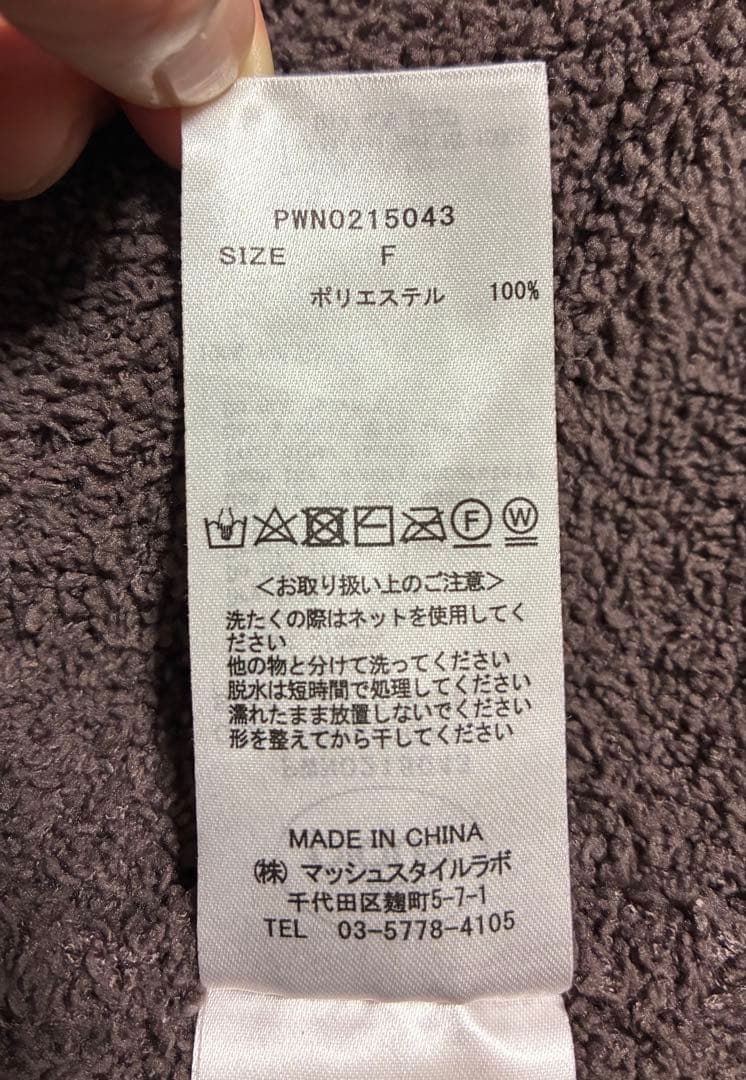 PWNO215043
SIZE F
ポリエステル 100%
F W
<お取り扱い上のご注意>
洗たくの際はネットを使用してく
ださい
他の物と分けて洗ってください
脱水は短時間で処理してください
濡れたまま放置しないでください
形を整えてから干してください
MADE IN CHINA
(株) マッシュスタイルラボ
千代田区麹町5-7-1
TEL 03-5778-4105